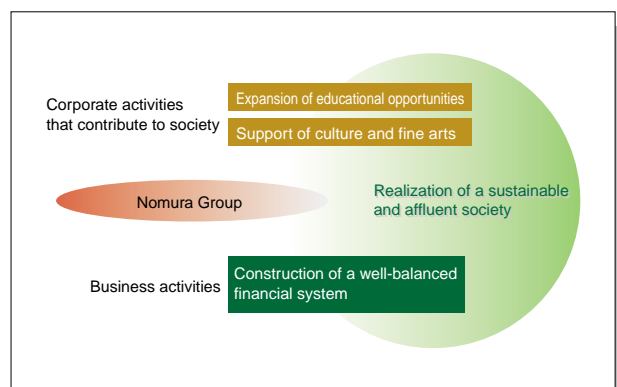 Corporate activities
that contribute to society
Expansion of educational opportunities
Support of culture and fine arts
Nomura Group
Realization of a sustainable
and affluent society
Business activities
Construction of a well-balanced
financial system